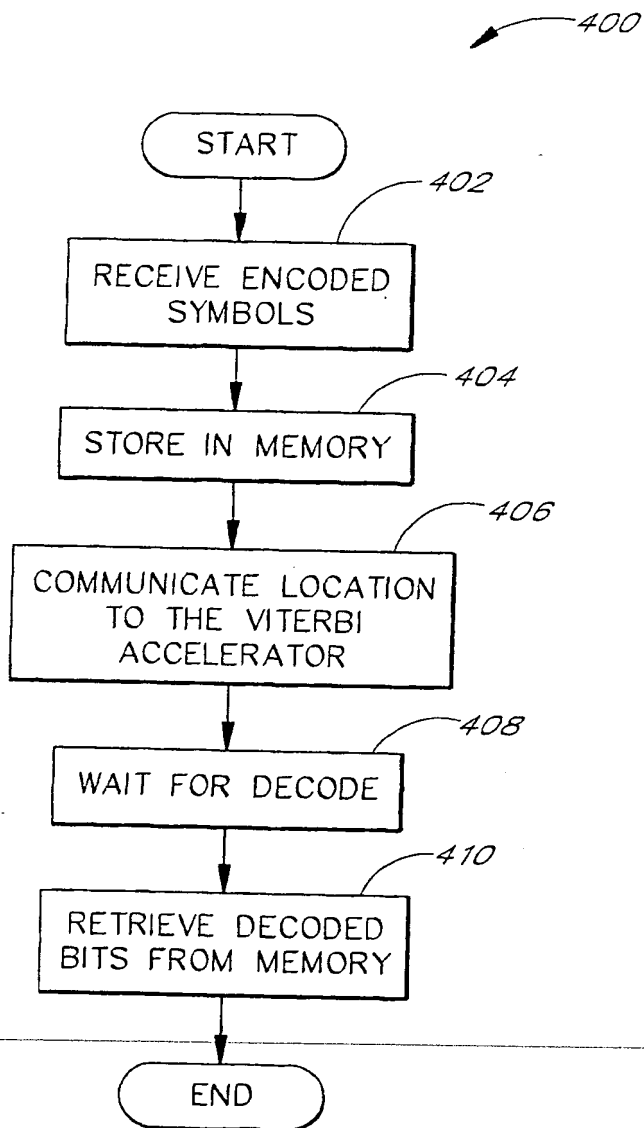 400
START
402
RECEIVE ENCODED
SYMBOLS
404
STORE IN MEMORY
406
COMMUNICATE LOCATION
TO THE VITERBI
ACCELERATOR
408
WAIT FOR DECODE
410
RETRIEVE DECODED
BITS FROM MEMORY
END